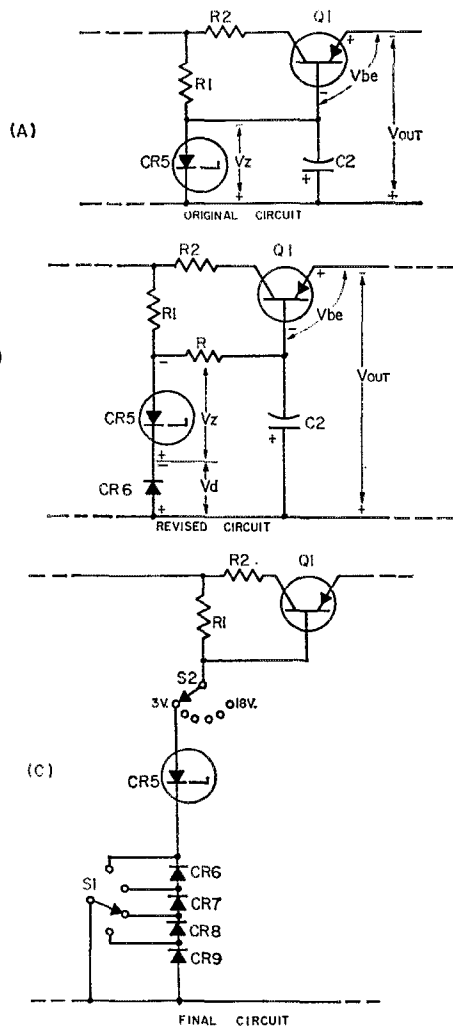 (A)
R2
Q1
R1
Vbe
VOUT
CR5
Vz
C2
ORIGINAL CIRCUIT
)
R2
Q1
R1
Vbe
R
VOUT
CR5
Vz
C2
CR6
Vd
REVISED CIRCUIT
(C)
R2.
Q1
R1
S2
3V.
18V.
CR5
S1
CR6
CR7
CR8
CR9
FINAL CIRCUIT